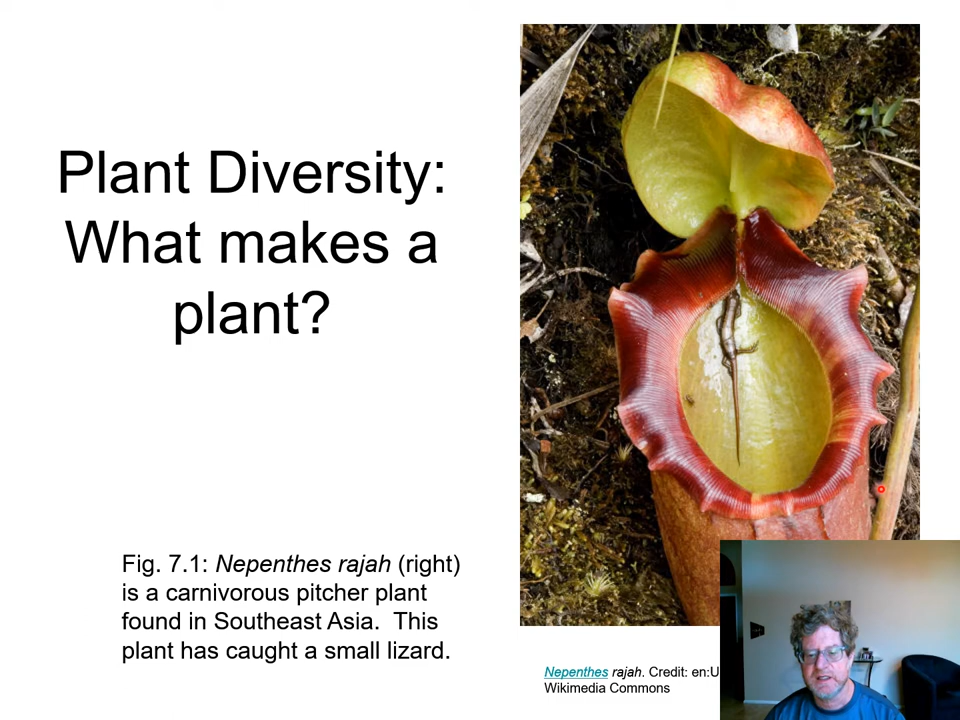 Plant Diversity:
What makes a
plant?
Fig. 7.1: Nepenthes rajah (right)
is a carnivorous pitcher plant
found in Southeast Asia.  This
plant has caught a small lizard.
Nepenthes rajah. Credit: en:U
Wikimedia Commons